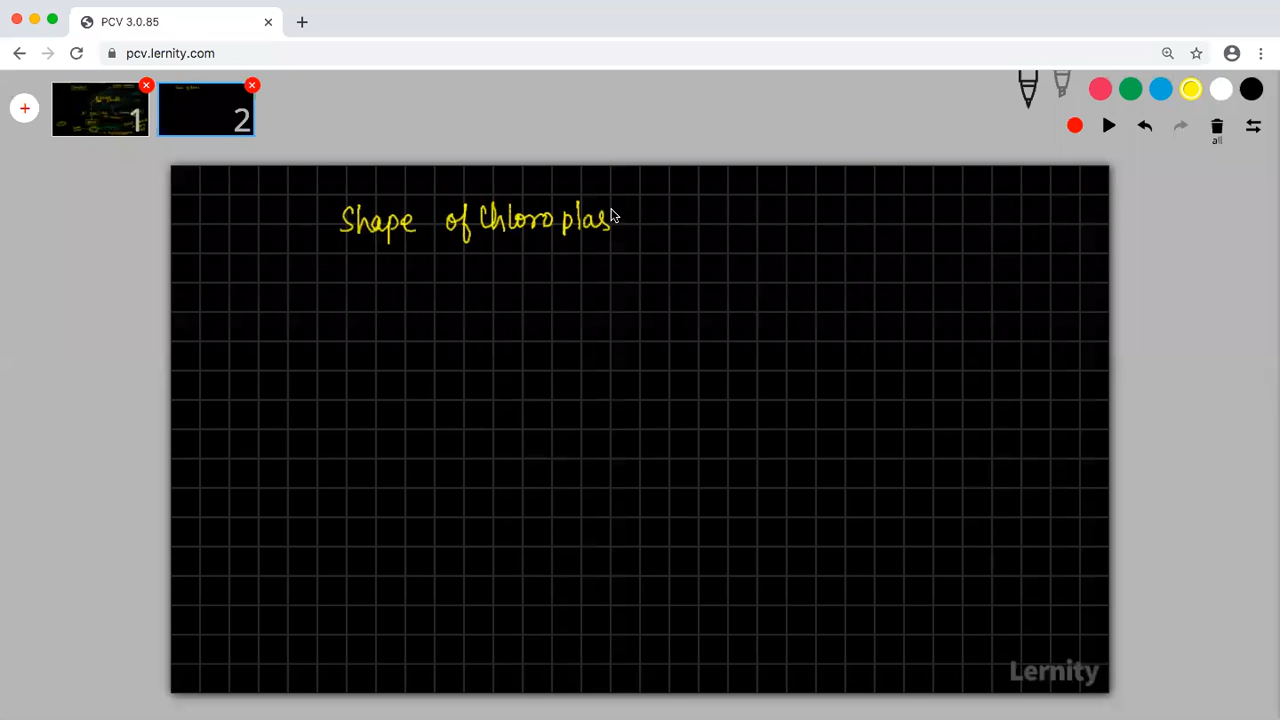 PCV 3.0.85
pcv.lernity.com
1
2
all
Shape of Chloroplas
Lernity